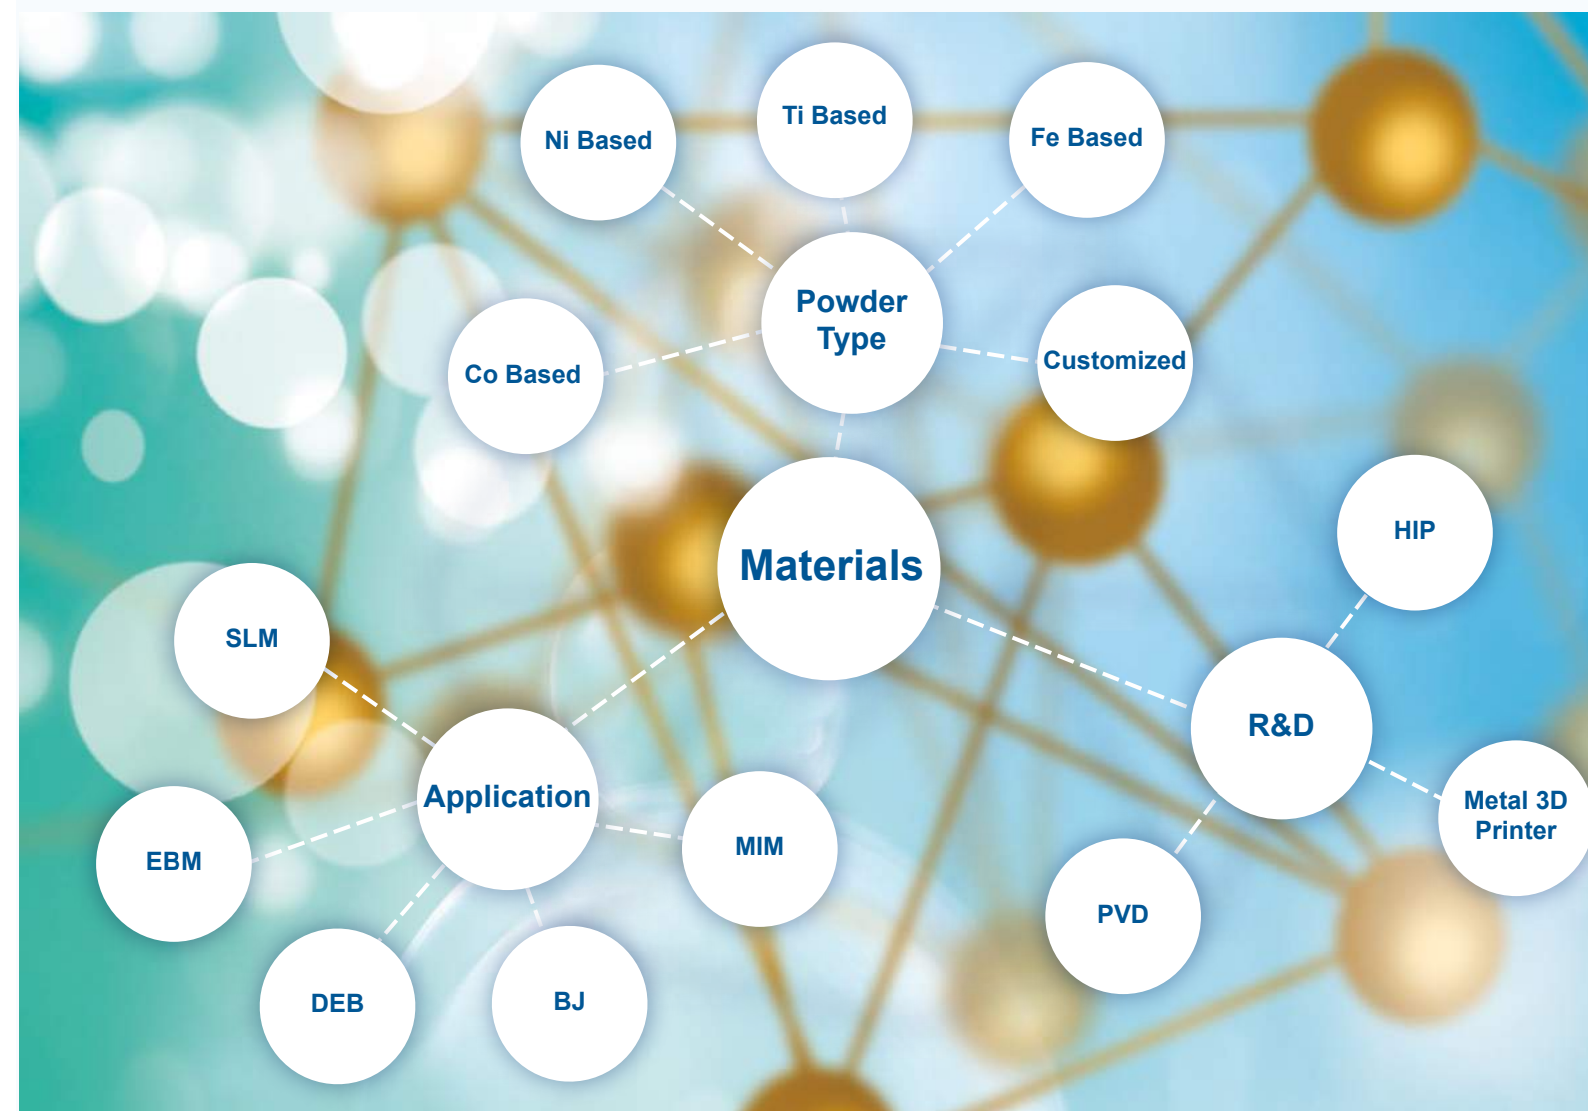 Ti Based
Ni Based
Fe Based
Powder
Type
Customized
Co Based
Materials
HIP
SLM
R&D
Application
Metal 3D
Printer
MIM
EBM
PVD
DEB
BJ